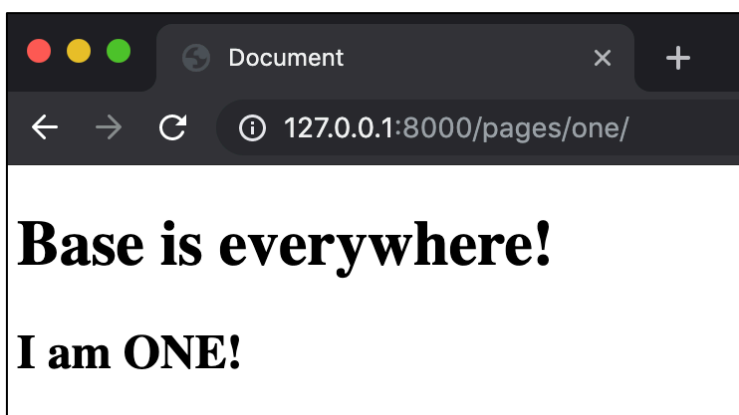 Document
127.0.0.1:8000/pages/one/
Base is everywhere!
I am ONE!